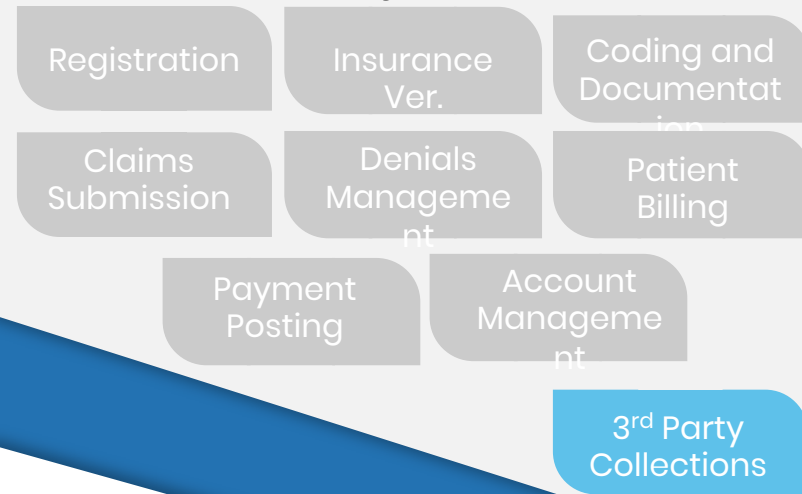 Registration
Insurance
Ver.
Coding and
Documentat
ion
Claims
Submission
Denials
Manageme
nt
Patient
Billing
Payment
Posting
Account
Manageme
nt
3rd Party
Collections